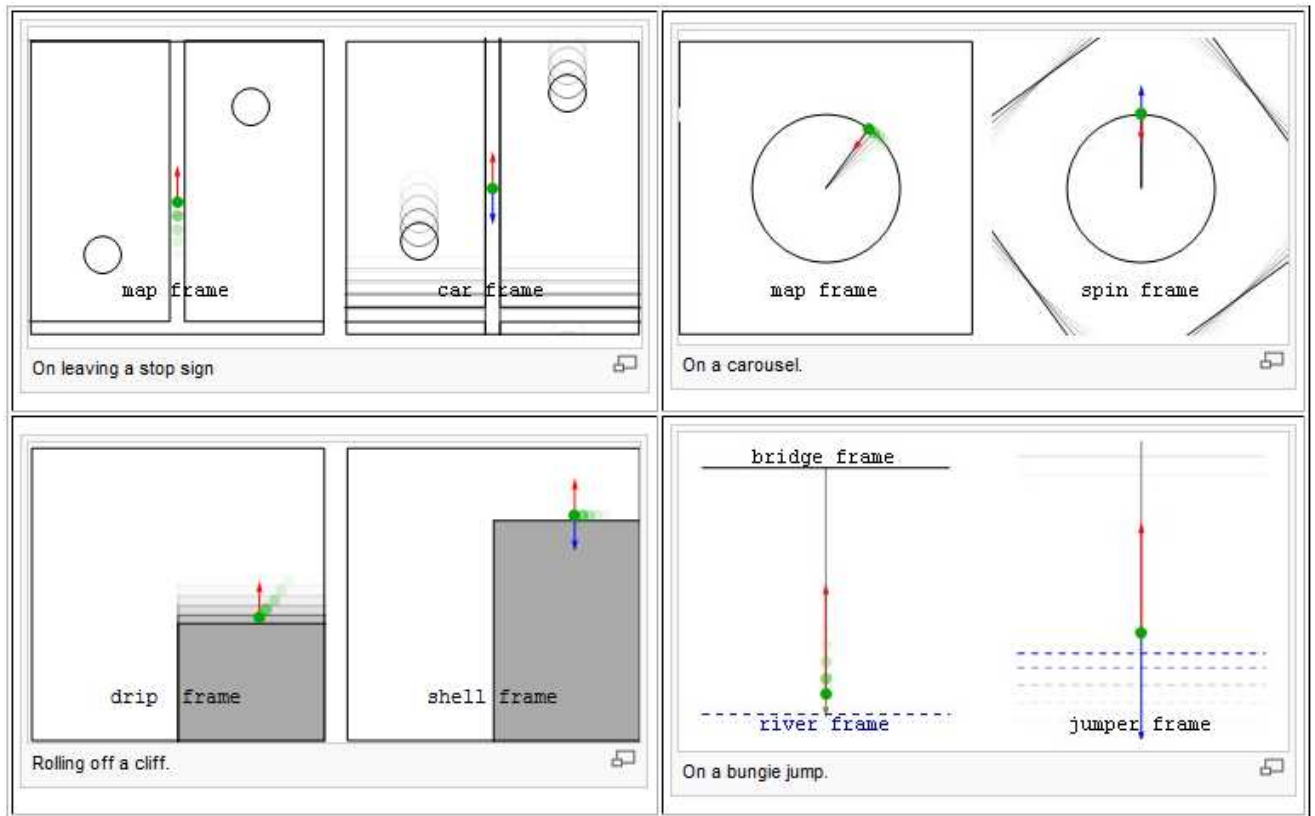 map frame
car frame
On leaving a stop sign
map frame
spin frame
On a carousel.
drip frame
shell frame
Rolling off a cliff.
bridge frame
river frame
jumper frame
On a bungie jump.